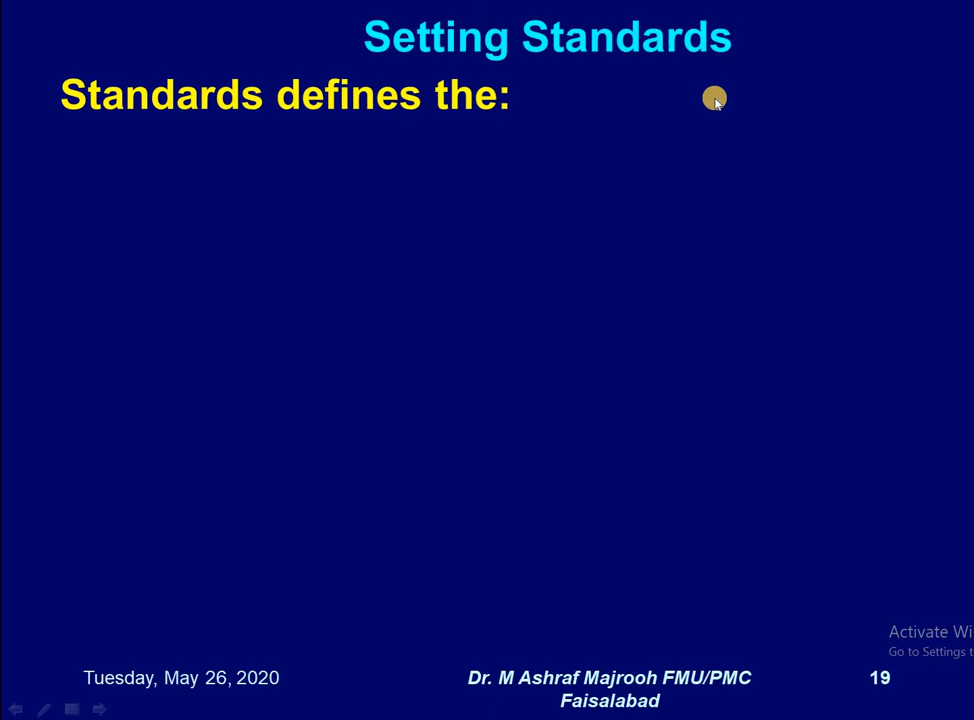 Setting Standards
Standards defines the:
Activate Wi
Go to Settings t
Tuesday, May 26, 2020
Dr. M Ashraf Majrooh FMU/PMC
Faisalabad
19